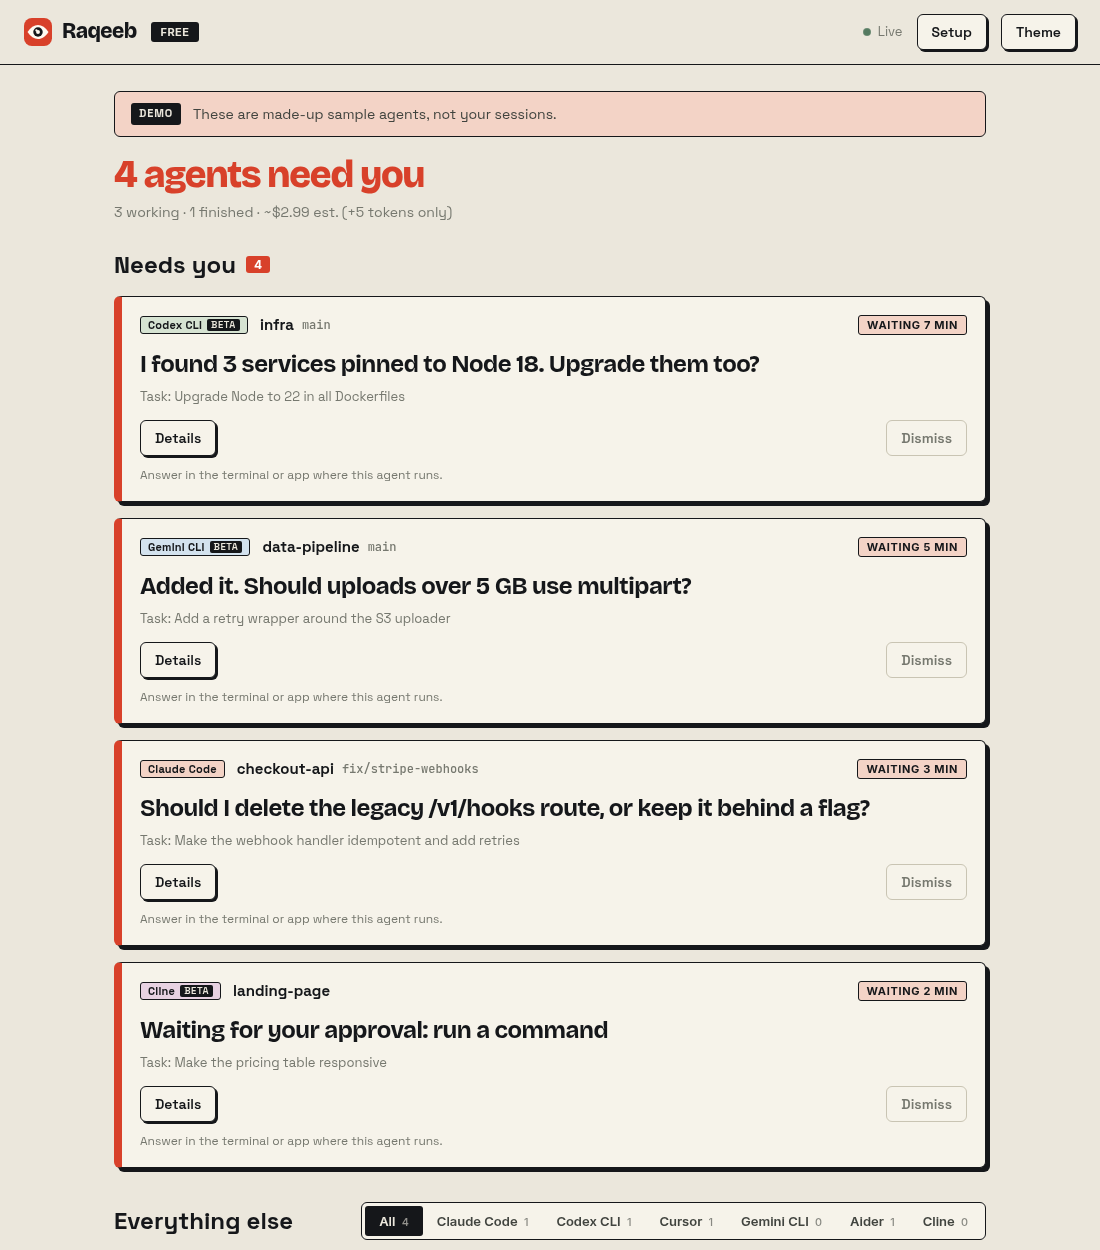 Raqeeb FREE
Live Setup Theme
DEMO These are made-up sample agents, not your sessions.
4 agents need you
3 working · 1 finished · ~$2.99 est. (+5 tokens only)
Needs you 4
Codex CLI BETA infra main WAITING 7 MIN
I found 3 services pinned to Node 18. Upgrade them too?
Task: Upgrade Node to 22 in all Dockerfiles
Details Dismiss
Answer in the terminal or app where this agent runs.
Gemini CLI BETA data-pipeline main WAITING 5 MIN
Added it. Should uploads over 5 GB use multipart?
Task: Add a retry wrapper around the S3 uploader
Details Dismiss
Answer in the terminal or app where this agent runs.
Claude Code checkout-api fix/stripe-webhooks WAITING 3 MIN
Should I delete the legacy /v1/hooks route, or keep it behind a flag?
Task: Make the webhook handler idempotent and add retries
Details Dismiss
Answer in the terminal or app where this agent runs.
Cline BETA landing-page WAITING 2 MIN
Waiting for your approval: run a command
Task: Make the pricing table responsive
Details Dismiss
Answer in the terminal or app where this agent runs.
Everything else All 4 Claude Code 1 Codex CLI 1 Cursor 1 Gemini CLI 0 Aider 1 Cline 0